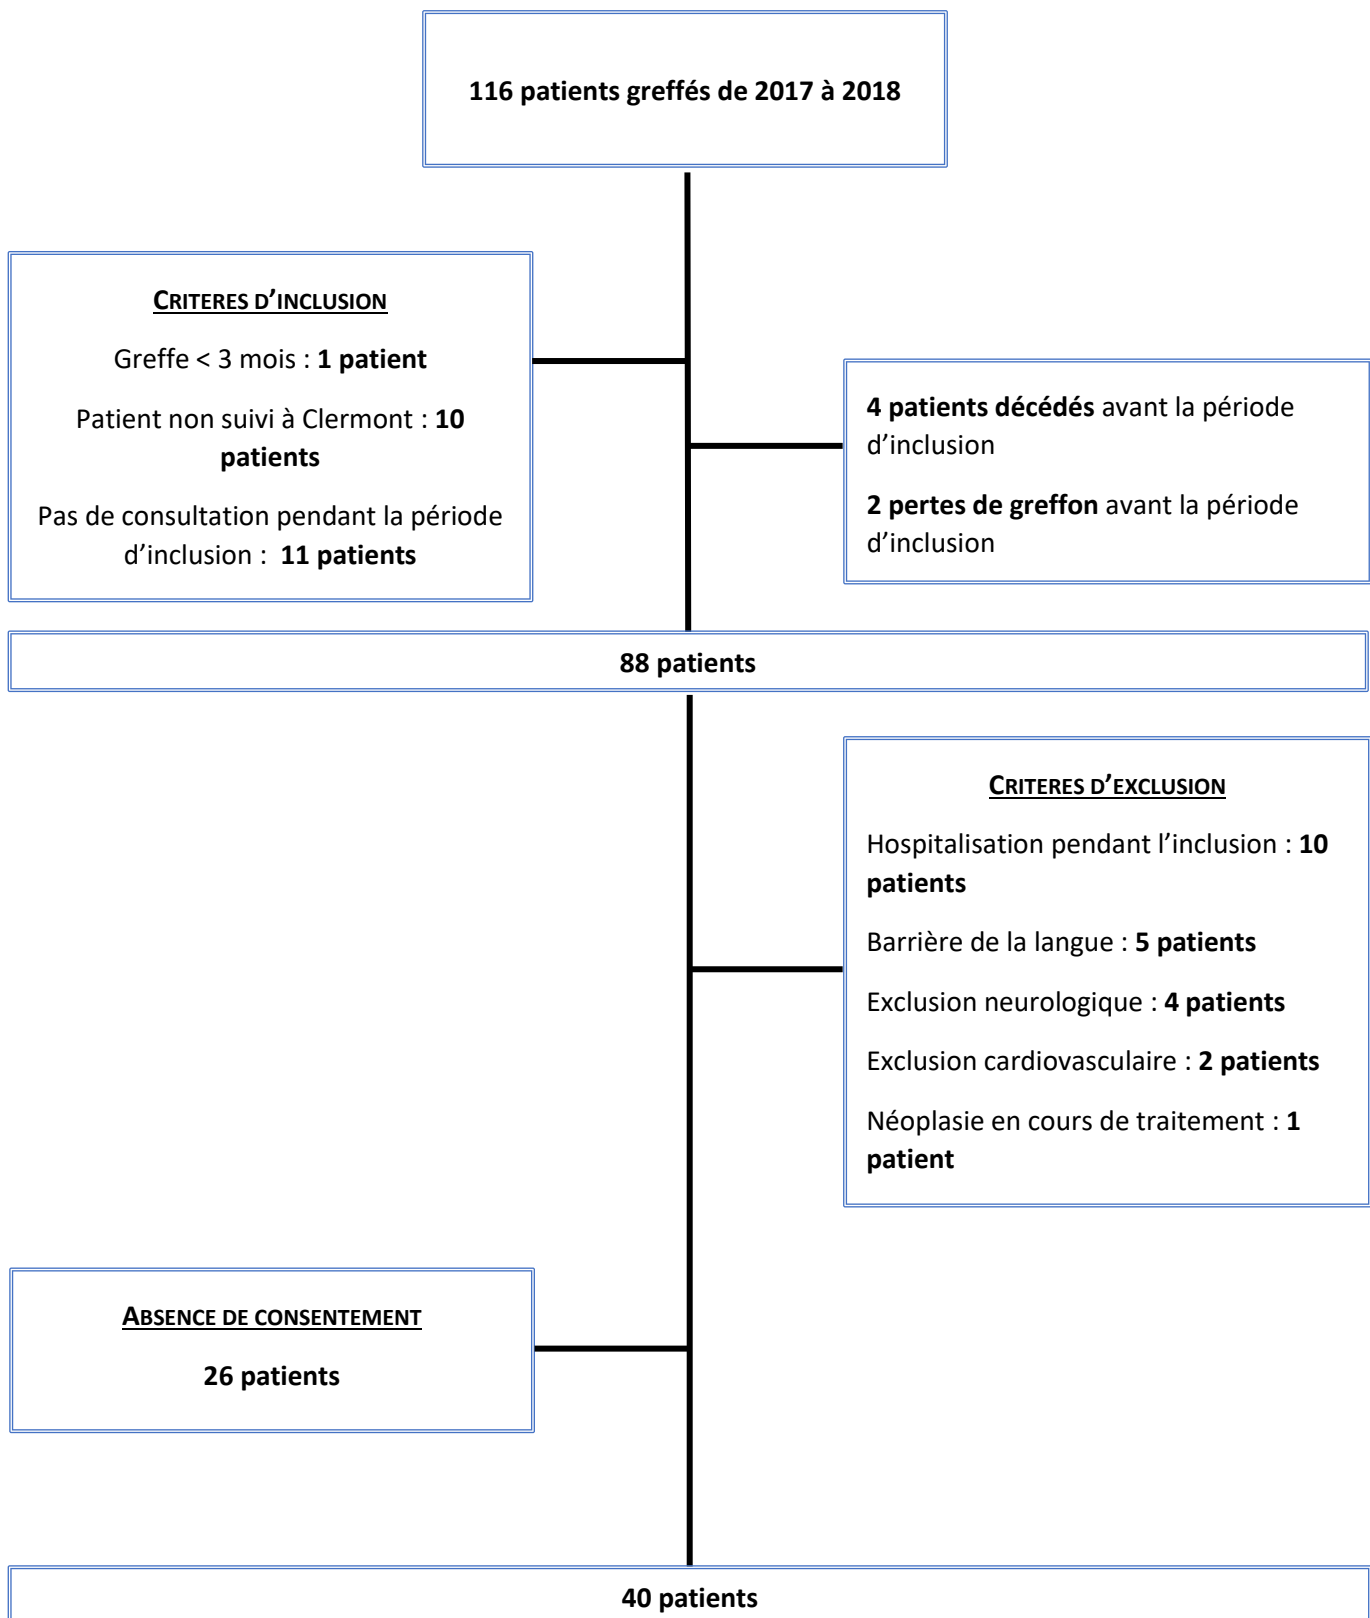 116 patients greffés de 2017 à 2018
CRITERES D'INCLUSION
Greffe < 3 mois : 1 patient
Patient non suivi à Clermont : 10
patients
Pas de consultation pendant la période
d'inclusion :  11 patients
4 patients décédés avant la période
d'inclusion
2 pertes de greffon avant la période
d'inclusion
88 patients
CRITERES D'EXCLUSION
Hospitalisation pendant l'inclusion : 10
patients
Barrière de la langue : 5 patients
Exclusion neurologique : 4 patients
Exclusion cardiovasculaire : 2 patients
Néoplasie en cours de traitement : 1
patient
ABSENCE DE CONSENTEMENT
26 patients
40 patients